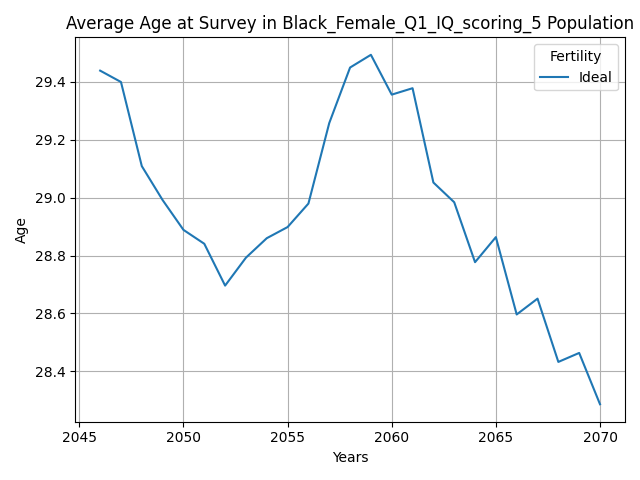 Average Age at Survey in Black_Female_Q1_IQ_scoring_5 Population
Fertility
Ideal
29.4
29.2
29.0
28.8
28.6
28.4
Age
2045 2050 2055 2060 2065 2070
Years